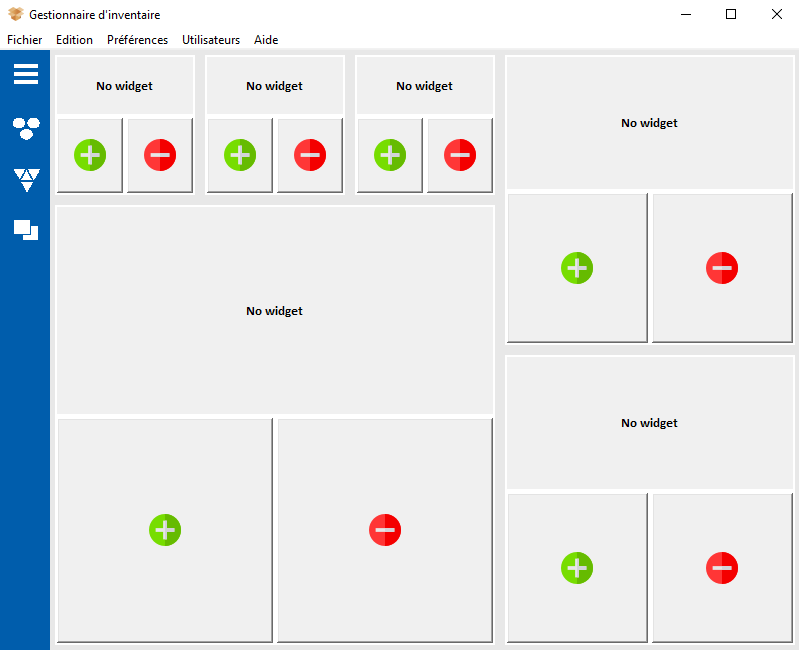 Gestionnaire d'inventaire
Fichier Edition Préférences Utilisateurs Aide
No widget No widget No widget
No widget
No widget
No widget